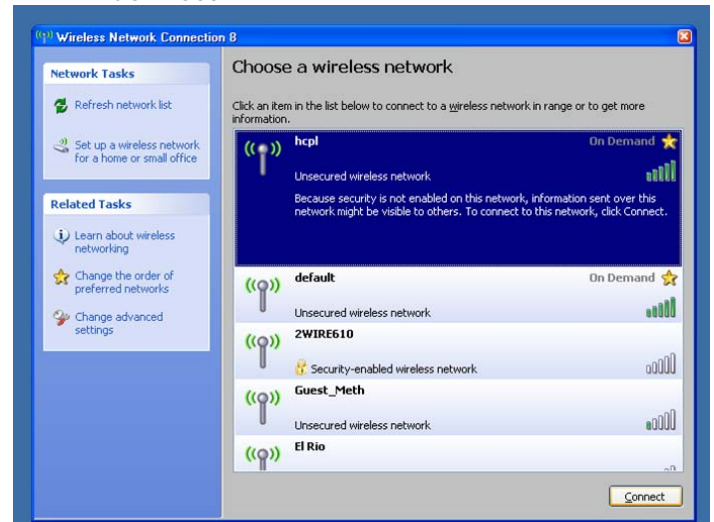 Wireless Network Connection 8
Network Tasks
Refresh network list
Set up a wireless network
for a home or small office
Related Tasks
Learn about wireless
networking
Change the order of
preferred networks
Change advanced
settings
Choose a wireless network
Click an item in the list below to connect to a wireless network in range or to get more
information.
hcpl On Demand
Unsecured wireless network
Because security is not enabled on this network, information sent over this
network might be visible to others. To connect to this network, click Connect.
default On Demand
Unsecured wireless network
2WIRE610
Security-enabled wireless network
Guest_Meth
Unsecured wireless network
El Rio
Connect